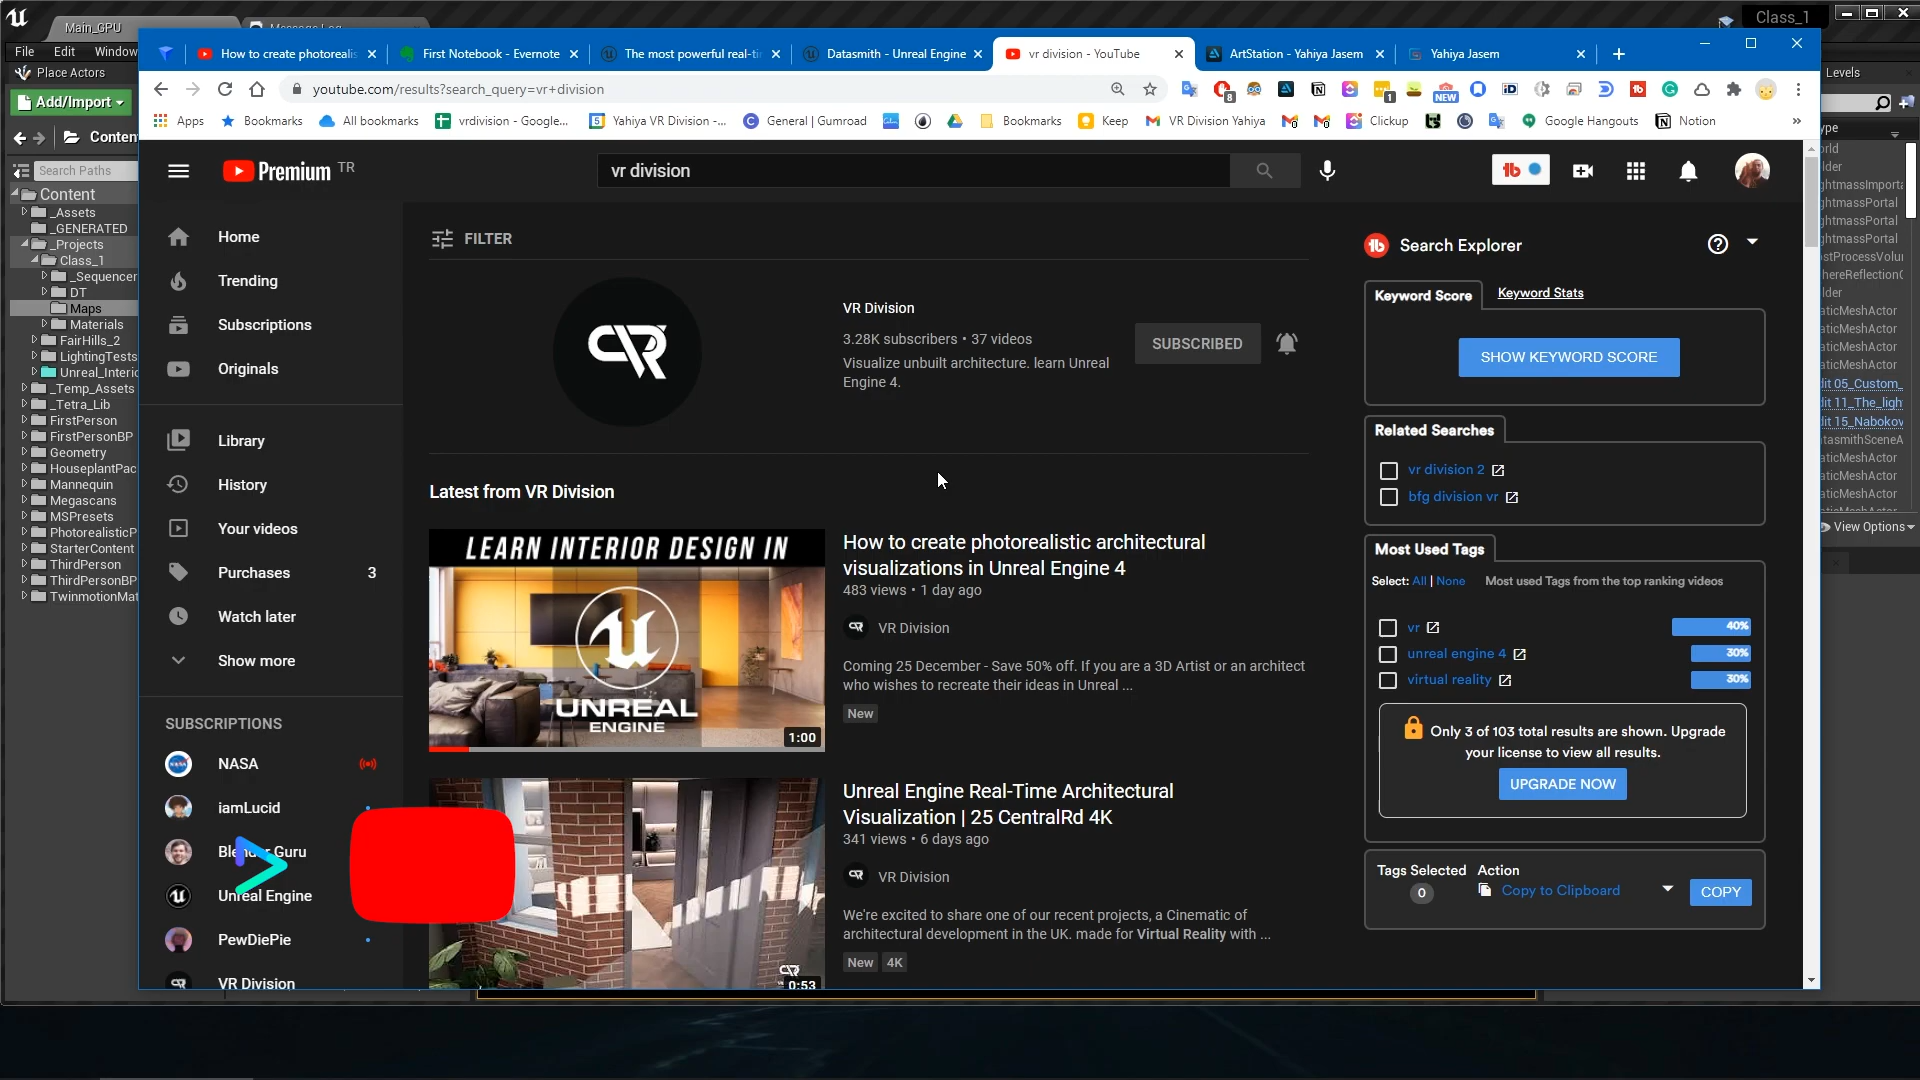 Main_GPU
Message Log
Class_1
File Edit Window
Place Actors
Add/Import
Search Paths
Content
_Assets
_GENERATED
_Projects
Class_1
_Sequencer
DT
Maps
Materials
FairHills_2
LightingTests
_Temp_Assets
_Tetra_Lib
FirstPerson
FirstPersonBP
Geometry
HouseplantPac
Mannequin
Megascans
MSPresets
PhotorealisticP
StarterContent
ThirdPerson
ThirdPersonBP
TwinmotionMat
How to create photorealis
First Notebook - Evernote
The most powerful real-ti
Datasmith - Unreal Engine
vr division - YouTube
ArtStation - Yahiya Jasem
Yahiya Jasem
youtube.com/results?search_query=vr+division
Apps
Bookmarks
All bookmarks
vrdivision - Google...
Yahiya VR Division -...
General | Gumroad
Bookmarks
Keep
VR Division Yahiya
Clickup
Google Hangouts
Notion
Premium TR
vr division
Home
Trending
Subscriptions
Originals
Library
History
Your videos
Purchases 3
Watch later
Show more
SUBSCRIPTIONS
NASA
iamLucid
Unreal Engine
PewDiePie
VR Division
FILTER
VR Division
3.28K subscribers • 37 videos
Visualize unbuilt architecture. learn Unreal
Engine 4.
SUBSCRIBED
Latest from VR Division
LEARN INTERIOR DESIGN IN
UNREAL
ENGINE
1:00
How to create photorealistic architectural
visualizations in Unreal Engine 4
483 views • 1 day ago
VR Division
Coming 25 December - Save 50% off. If you are a 3D Artist or an architect
who wishes to recreate their ideas in Unreal ...
New
0:53
Unreal Engine Real-Time Architectural
Visualization | 25 CentralRd 4K
341 views • 6 days ago
VR Division
We're excited to share one of our recent projects, a Cinematic of
architectural development in the UK. made for Virtual Reality with ...
New 4K
Search Explorer
Keyword Score Keyword Stats
SHOW KEYWORD SCORE
Related Searches
vr division 2
bfg division vr
Most Used Tags
Select: All | None Most used Tags from the top ranking videos
vr 40%
unreal engine 4 30%
virtual reality 30%
Only 3 of 103 total results are shown. Upgrade
your license to view all results.
UPGRADE NOW
Tags Selected Action
0 Copy to Clipboard COPY
Levels
View Options